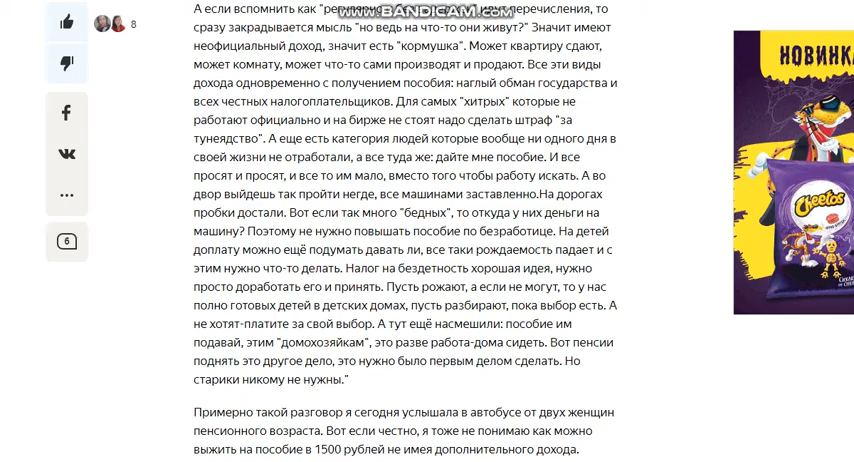 www.BANDICAM.com
А если вспомнить как идут перечисления, то
сразу закрадывается мысль "но ведь на что-то они живут?" Значит имеют
неофициальный доход, значит есть "кормушка". Может квартиру сдают,
может комнату, может что-то сами производят и продают. Все эти виды
дохода одновременно с получением пособия: наглый обман государства и
всех честных налогоплательщиков. Для самых "хитрых" которые не
работают официально и на бирже не стоят надо сделать штраф "за
тунеядство". А еще есть категория людей которые вообще ни одного дня в
своей жизни не отработали, а все туда же: дайте мне пособие. И все
просят и просят, и все то им мало, вместо того чтобы работу искать. А во
двор выйдешь так пройти негде, все машинами заставленно.На дорогах
пробки достали. Вот если так много "бедных", то откуда у них деньги на
машину? Поэтому не нужно повышать пособие по безработице. На детей
доплату можно ещё подумать давать ли, все таки рождаемость падает и с
этим нужно что-то делать. Налог на бездетность хорошая идея, нужно
просто доработать его и принять. Пусть рожают, а если не могут, то у нас
полно готовых детей в детских домах, пусть разбирают, пока выбор есть. А
не хотят-платите за свой выбор. А тут ещё насмешили: пособие им
подавай, этим "домохозяйкам", это разве работа-дома сидеть. Вот пенсии
поднять это другое дело, это нужно было первым делом сделать. Но
старики никому не нужны."
Примерно такой разговор я сегодня услышала в автобусе от двух женщин
пенсионного возраста. Вот если честно, я тоже не понимаю как можно
выжить на пособие в 1500 рублей не имея дополнительного дохода.
8
6
НОВИНКА
Cheetos